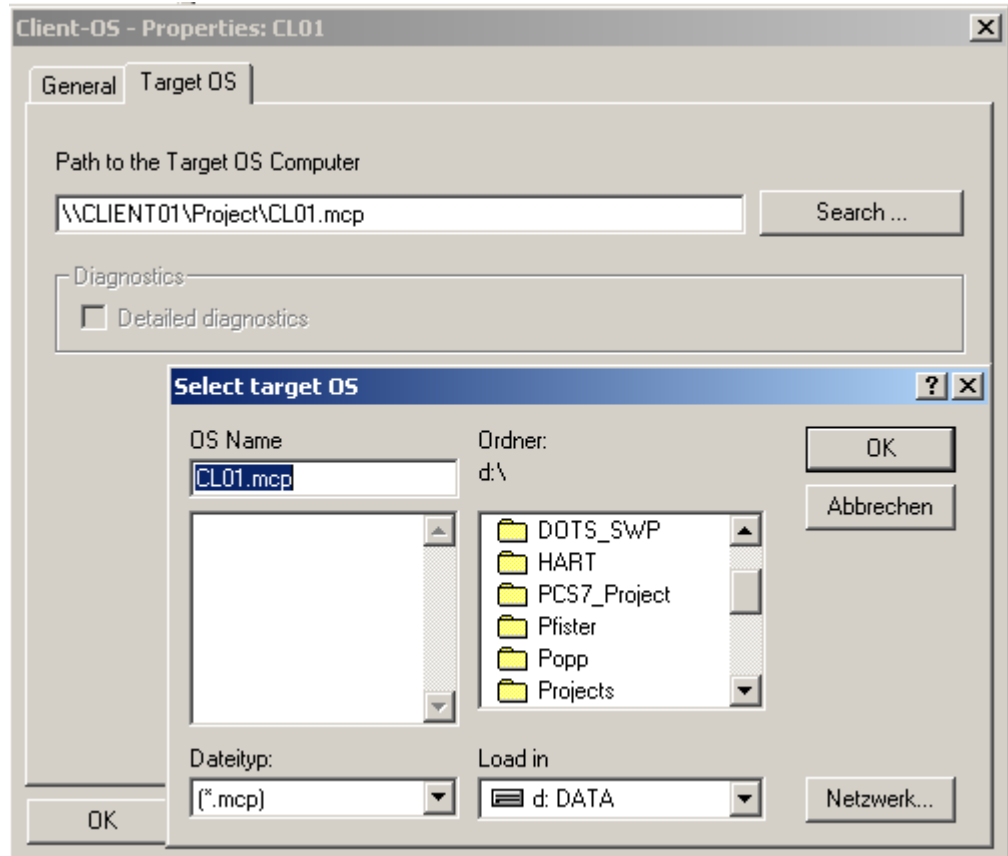 Client-OS - Properties: CL01
General
Target OS
Path to the Target OS Computer
\\CLIENT01\Project\CL01.mcp
Search ...
Diagnostics
Detailed diagnostics
Select target OS
OS Name
Ordner:
OK
CL01.mcp
d:\
Abbrechen
DOTS_SWP
HART
PCS7_Project
Pfister
Popp
Projects
Dateityp:
Load in
(*.mcp)
d: DATA
Netzwerk...
OK